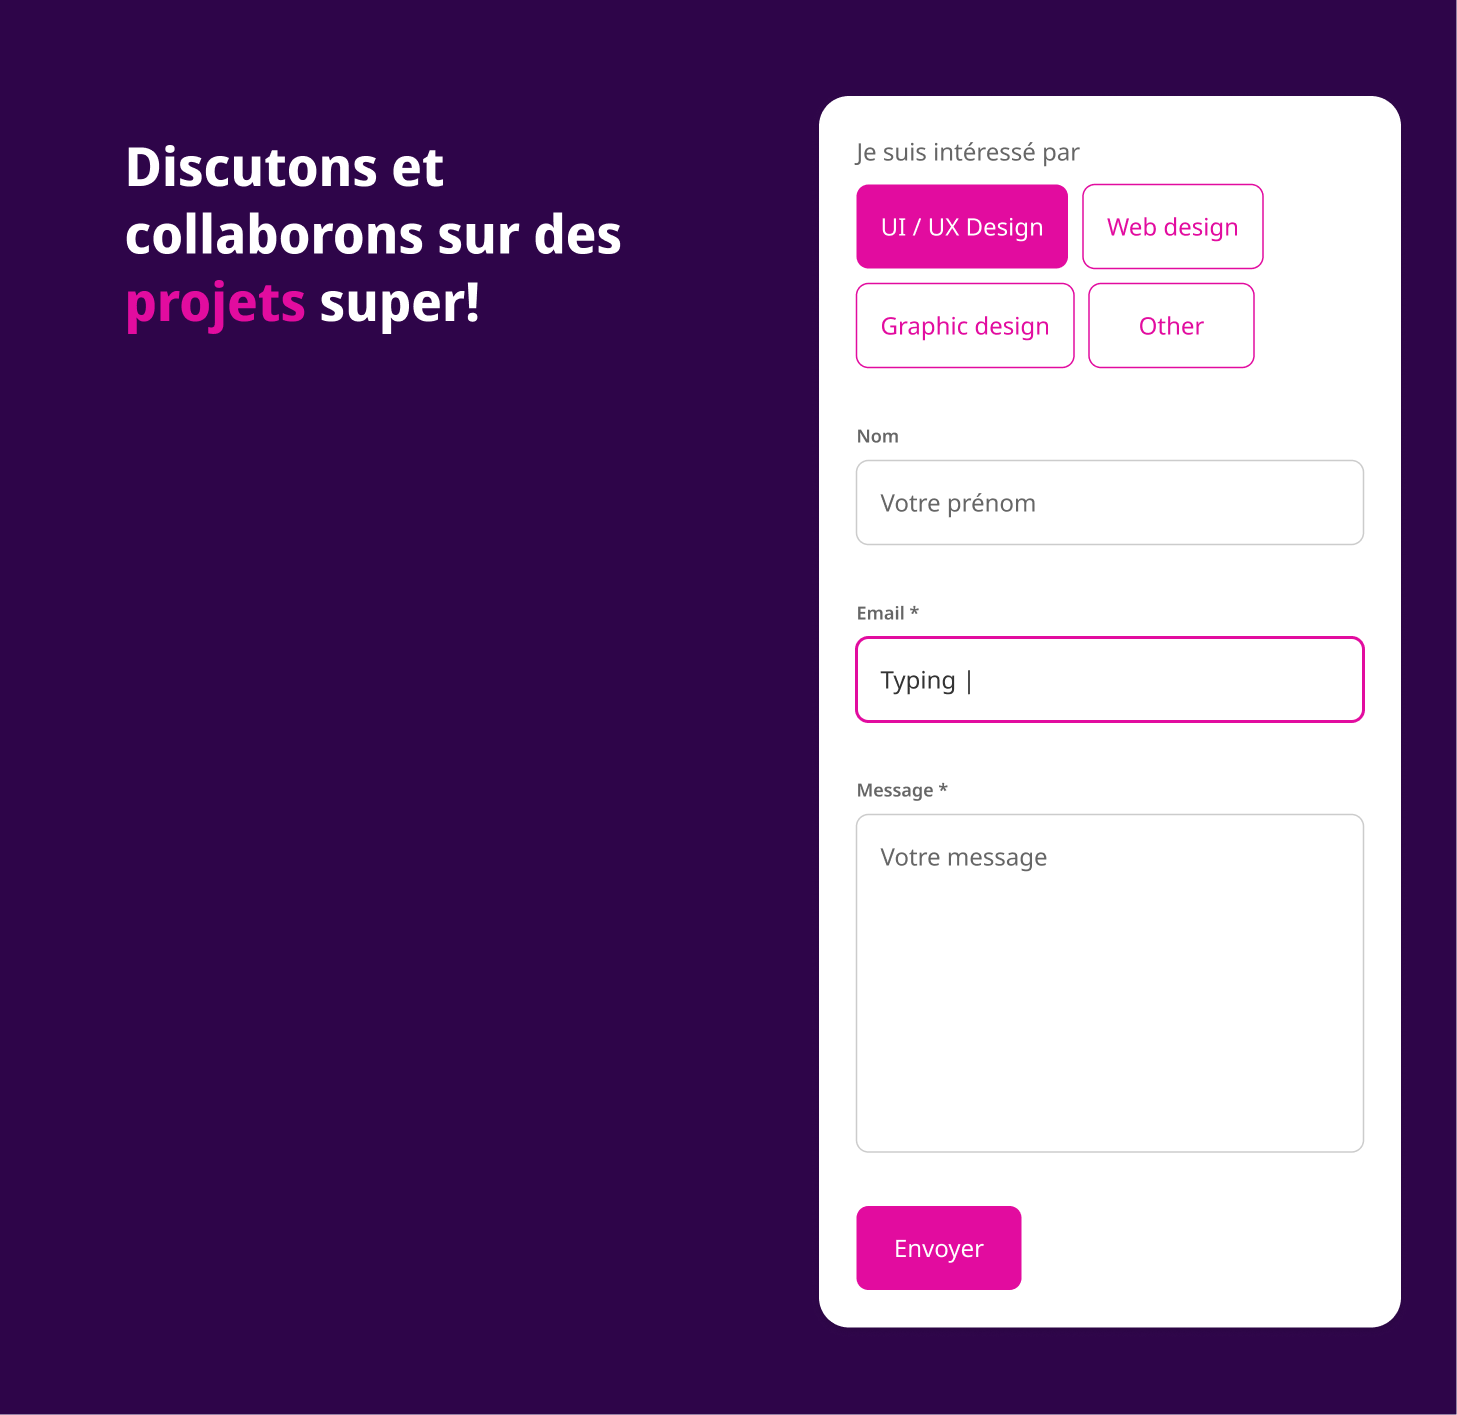 Discutons et
collaborons sur des
projets super!
Je suis intéressé par
UI / UX Design
Web design
Graphic design
Other
Nom
Votre prénom
Email *
Typing |
Message *
Votre message
Envoyer